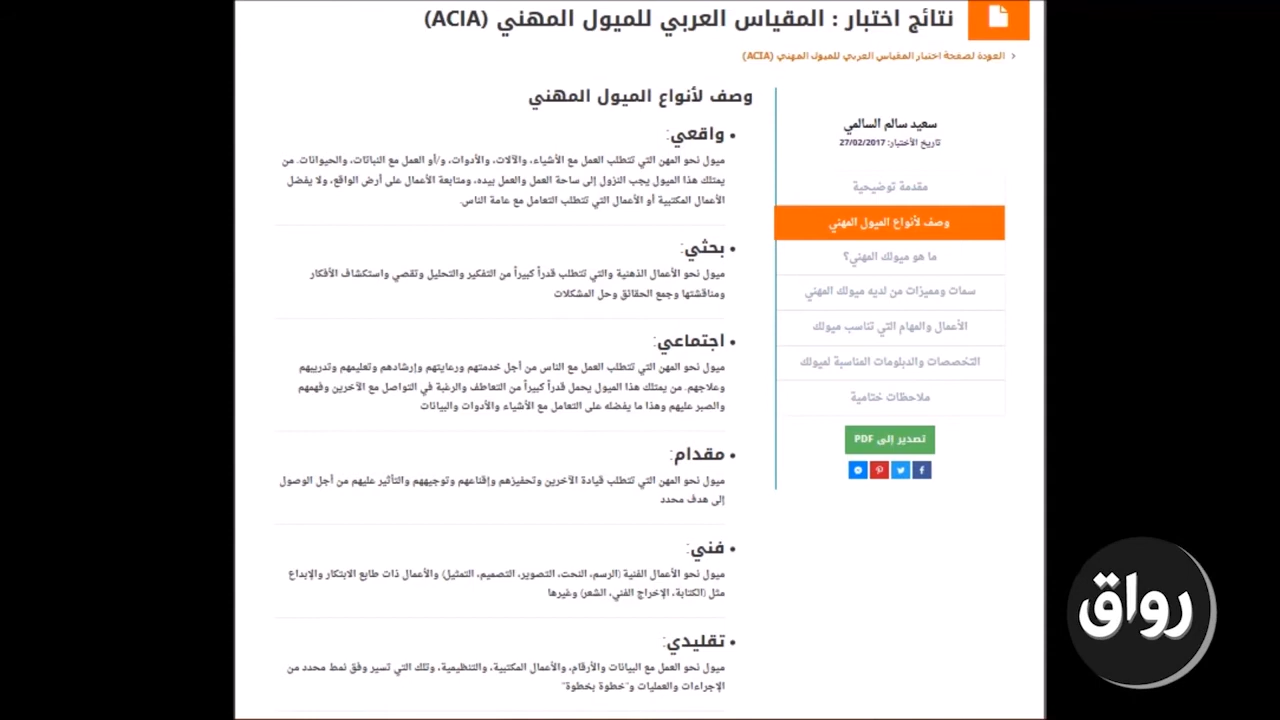 نتائج اختبار : المقياس العربي للميول المهني (ACIA)
العودة لصفحة اختبار المقياس العربي للميول المهني (ACIA)
سعيد سالم السالمي
تاريخ الأختبار: 27/02/2017
مقدمة توضيحية
وصف لأنواع الميول المهني
ما هو ميولك المهني؟
سمات ومميزات من لديه ميولك المهني
الأعمال والمهام التي تناسب ميولك
التخصصات والدبلومات المناسبة لميولك
ملاحظات ختامية
تصدير إلى PDF
وصف لأنواع الميول المهني
• واقعي:
ميول نحو المهن التي تتطلب العمل مع الأشياء، والآلات، والأدوات، و/أو العمل مع النباتات، والحيوانات. من
يمتلك هذا الميول يحب النزول إلى ساحة العمل والعمل بيده، ومتابعة الأعمال على أرض الواقع، ولا يفضل
الأعمال المكتبية أو الأعمال التي تتطلب التعامل مع عامة الناس.
• بحثي:
ميول نحو الأعمال الذهنية والتي تتطلب قدراً كبيراً من التفكير والتحليل وتقصي واستكشاف الأفكار
ومناقشتها وجمع الحقائق وحل المشكلات
• اجتماعي:
ميول نحو المهن التي تتطلب العمل مع الناس من أجل خدمتهم ورعايتهم وإرشادهم وتعليمهم وتدريبهم
وعلاجهم. من يمتلك هذا الميول يحمل قدراً كبيراً من التعاطف والرغبة في التواصل مع الآخرين وفهمهم
والصبر عليهم وهذا ما يفضله على التعامل مع الأشياء والأدوات والبيانات
• مقدام:
ميول نحو المهن التي تتطلب قيادة الآخرين وتحفيزهم وإقناعهم وتوجيههم والتأثير عليهم من أجل الوصول
إلى هدف محدد
• فني:
ميول نحو الأعمال الفنية (الرسم، النحت، التصوير، التصميم، التمثيل) والأعمال ذات طابع الابتكار والإبداع
مثل (الكتابة، الإخراج الفني، الشعر) وغيرها
• تقليدي:
ميول نحو العمل مع البيانات والأرقام، والأعمال المكتبية، والتنظيمية، وتلك التي تسير وفق نمط محدد من
الإجراءات والعمليات و"خطوة بخطوة"
رواق